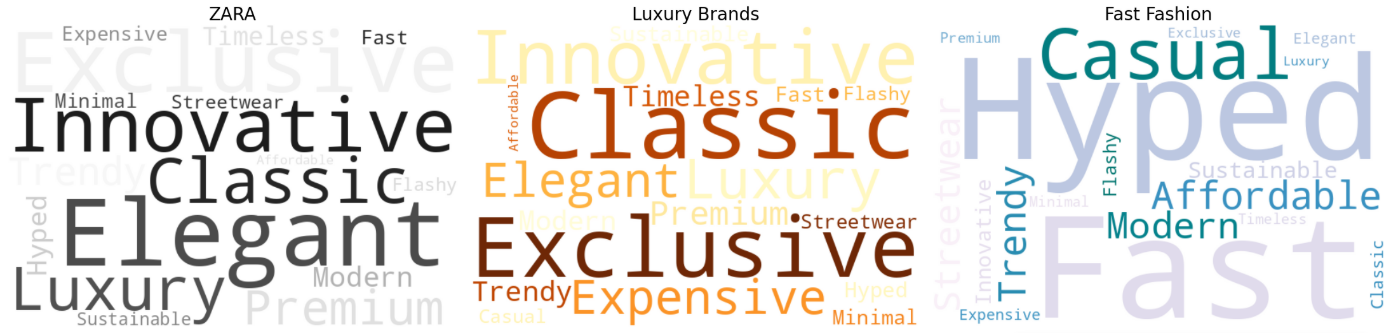 ZARA
Expensive Timeless Fast
Exclusive
Minimal Streetwear
Innovative
Affordable
Trendy Classic Flashy
Hyped Elegant
Luxury Modern
Sustainable Premium
Luxury Brands
Sustainable
Innovative
Affordable Timeless Fast Flashy
Classic
Elegant Luxury
Modern Premium Streetwear
Exclusive
Trendy Expensive Hyped
Casual Minimal
Fast Fashion
Premium Casual Exclusive Elegant
Luxury
Hyped
Streetwear Flashy Sustainable
Innovative Trendy Minimal Affordable
Modern Timeless
Fast
Expensive Classic